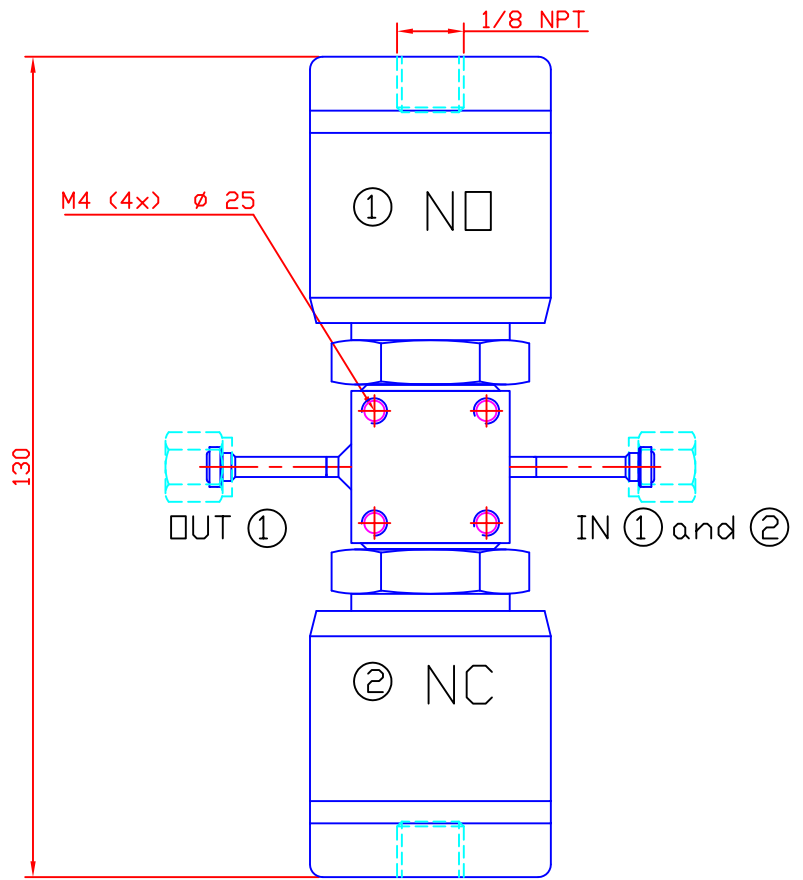 1/8 NPT
M4 (4x) ø 25
① NO
130
OUT ①
IN ① and ②
② NC